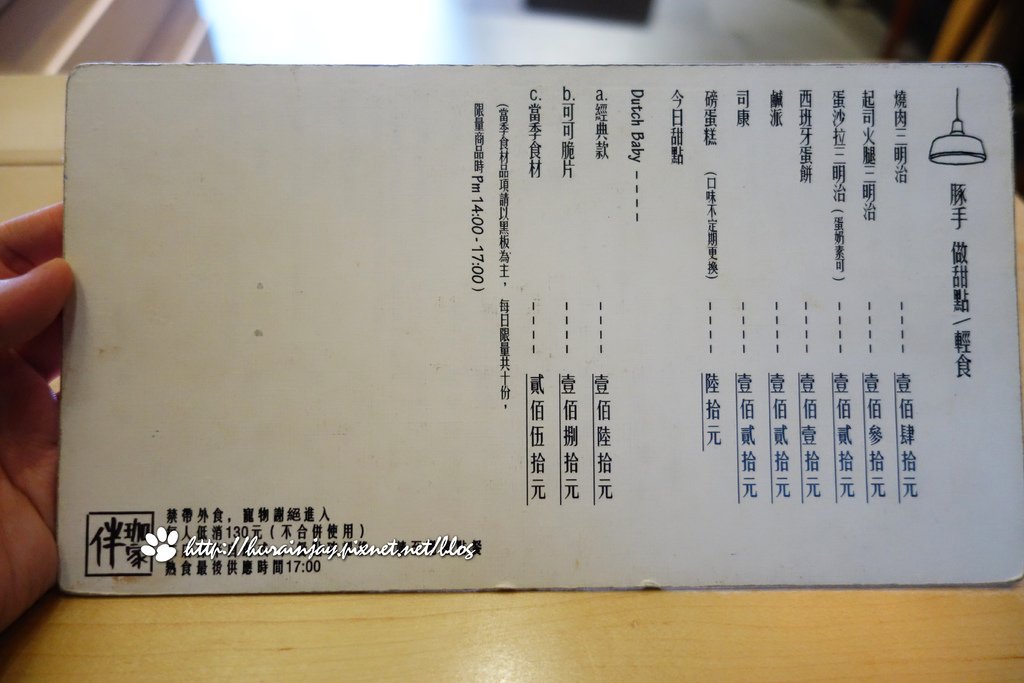 豚手 做甜點/輕食
燒肉三明治 ---- 壹佰肆拾元
起司火腿三明治 ---- 壹佰參拾元
蛋沙拉三明治(蛋奶素可) ---- 壹佰貳拾元
西班牙蛋餅 ---- 壹佰壹拾元
鹹派 ---- 壹佰貳拾元
司康 ---- 壹佰貳拾元
磅蛋糕 (口味不定期更換) ---- 陸拾元
今日甜點
Dutch Baby ----
a.經典款 ---- 壹佰陸拾元
b.可可脆片 ---- 壹佰捌拾元
c.當季食材 ---- 貳佰伍拾元
(當季食材品項請以黑板為主，每日限量共十份，
限量商品時Pm 14:00-17:00)
伴珈家
禁帶外食，寵物謝絕進入
每人低消130元(不合併使用)
點餐
熱食最後供應時間17:00
http://hurainjay.pixnet.net/blog